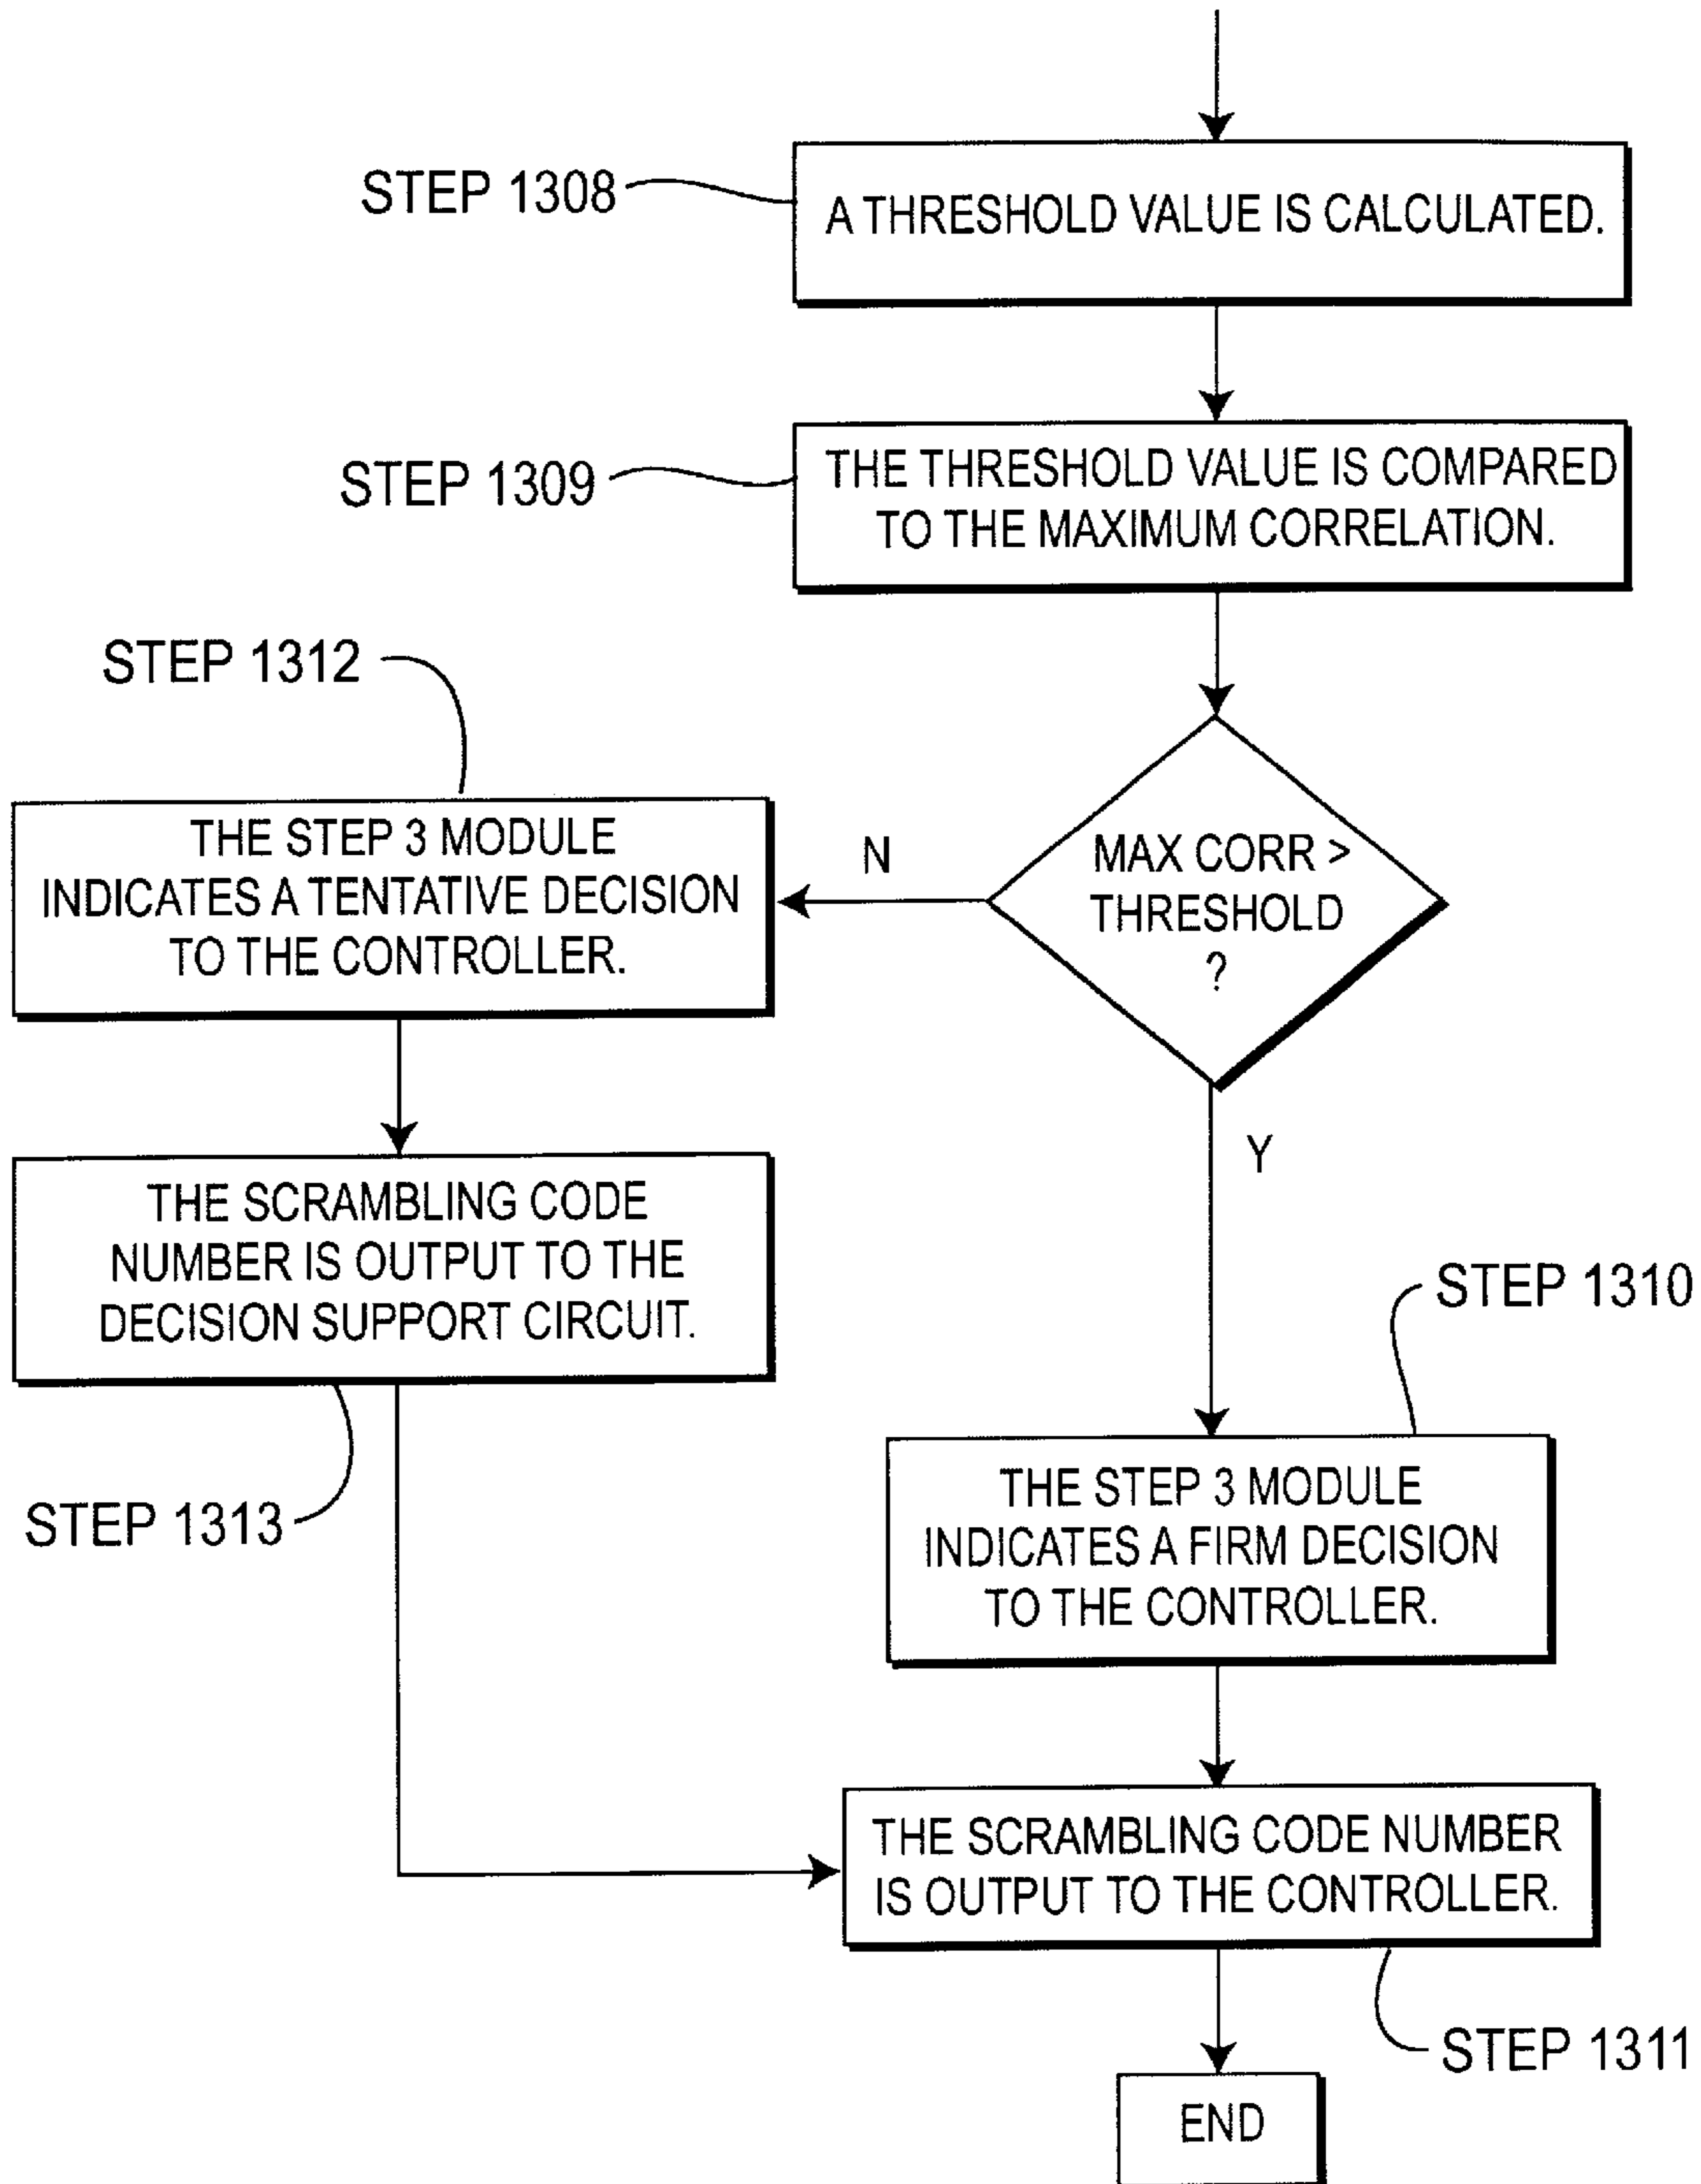 STEP 1308
A THRESHOLD VALUE IS CALCULATED.
STEP 1309
THE THRESHOLD VALUE IS COMPARED
TO THE MAXIMUM CORRELATION.
STEP 1312
THE STEP 3 MODULE
INDICATES A TENTATIVE DECISION
TO THE CONTROLLER.
N
MAX CORR >
THRESHOLD
?
Y
THE SCRAMBLING CODE
NUMBER IS OUTPUT TO THE
DECISION SUPPORT CIRCUIT.
STEP 1313
STEP 1310
THE STEP 3 MODULE
INDICATES A FIRM DECISION
TO THE CONTROLLER.
THE SCRAMBLING CODE NUMBER
IS OUTPUT TO THE CONTROLLER.
STEP 1311
END